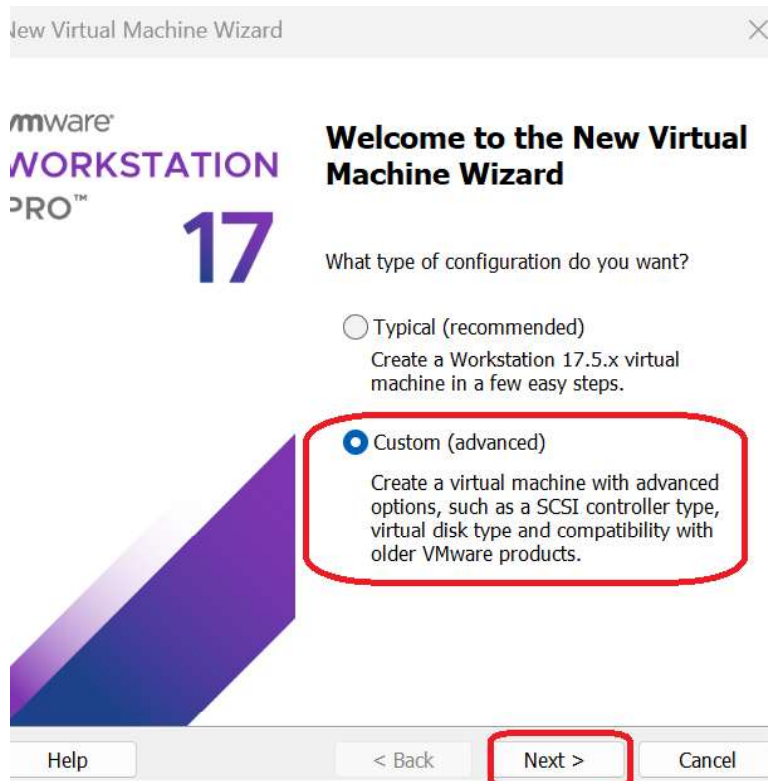 New Virtual Machine Wizard
vmware
WORKSTATION
PRO™
17
Welcome to the New Virtual
Machine Wizard
What type of configuration do you want?
Typical (recommended)
Create a Workstation 17.5.x virtual
machine in a few easy steps.
Custom (advanced)
Create a virtual machine with advanced
options, such as a SCSI controller type,
virtual disk type and compatibility with
older VMware products.
Help
< Back
Next >
Cancel